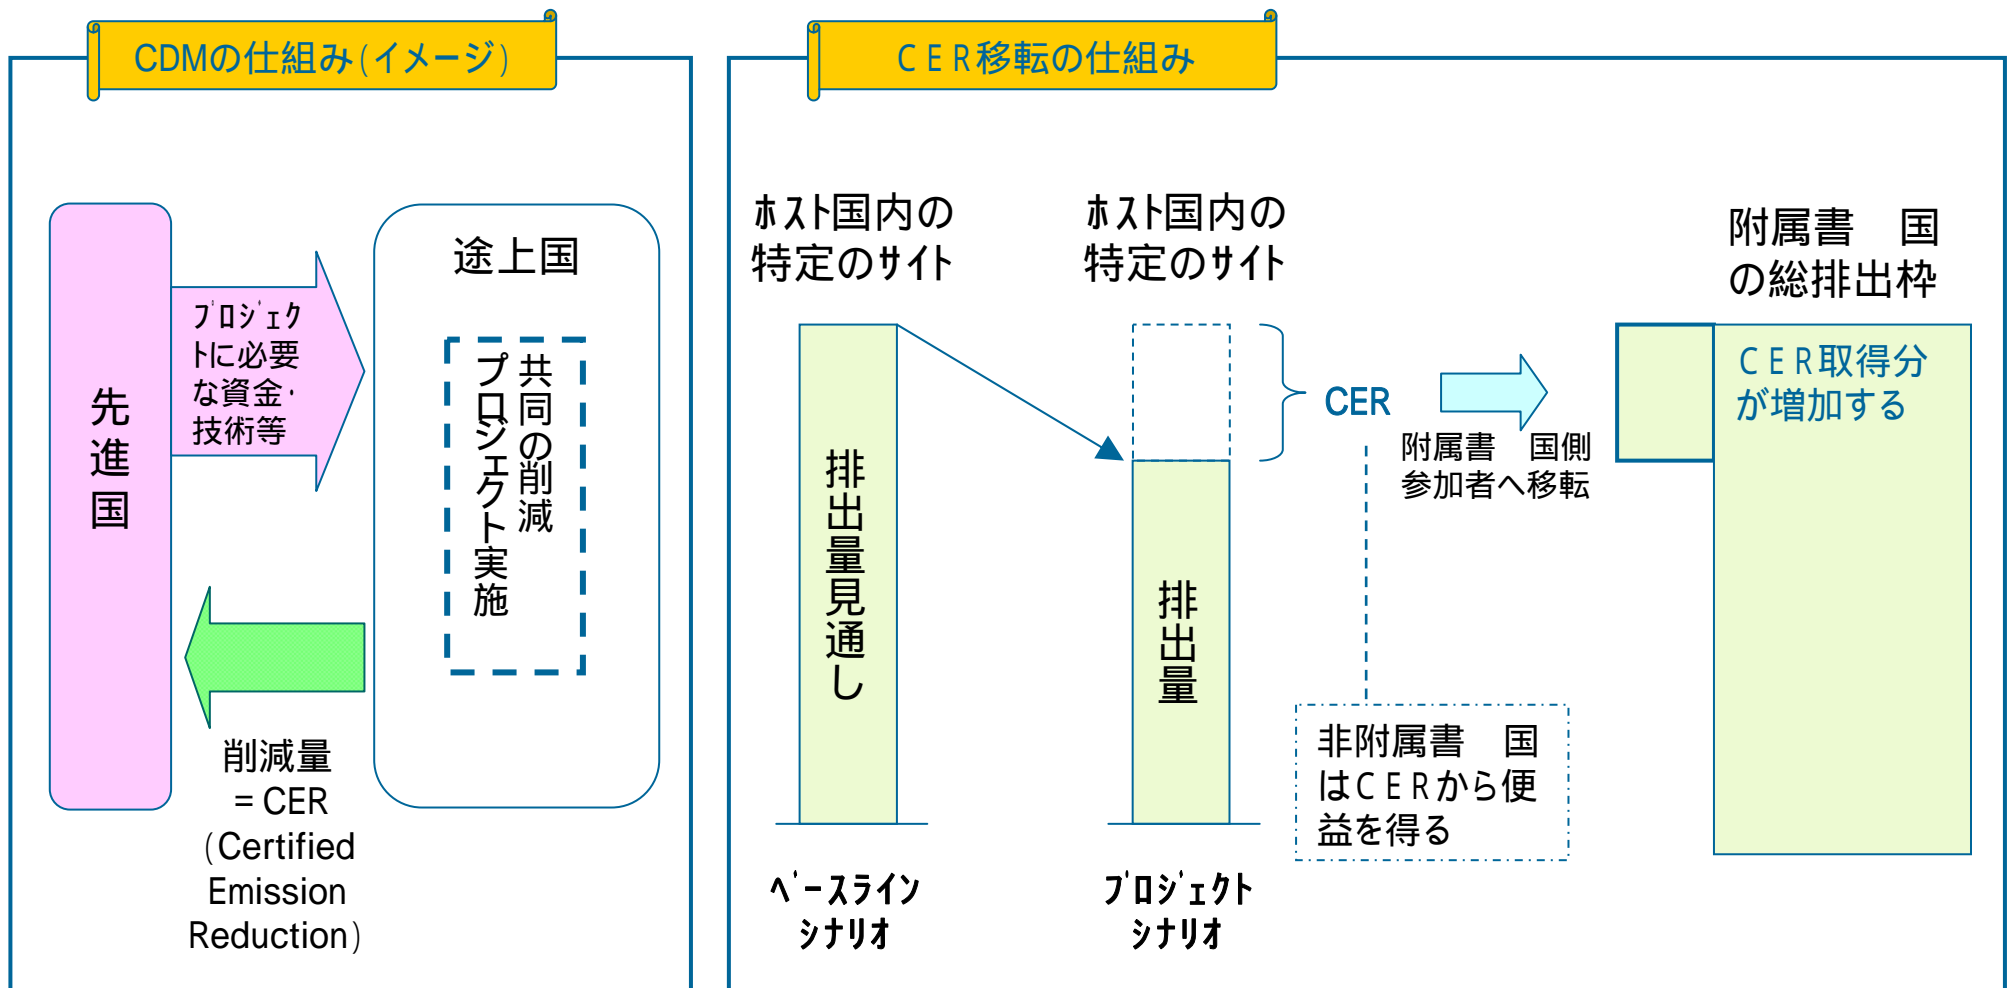 CDMの仕組み(イメージ)
先進国
プロジェク
トに必要
な資金・
技術等
途上国
共同の削減
プロジェクト実施
削減量
=CER
(Certified
Emission
Reduction)
CER移転の仕組み
ホスト国内の
特定のサイト
排出量見通し
ベースライン
シナリオ
ホスト国内の
特定のサイト
排出量
プロジェクト
シナリオ
CER
附属書 国側
参加者へ移転
非附属書 国
はCERから便
益を得る
附属書 国
の総排出枠
CER取得分
が増加する